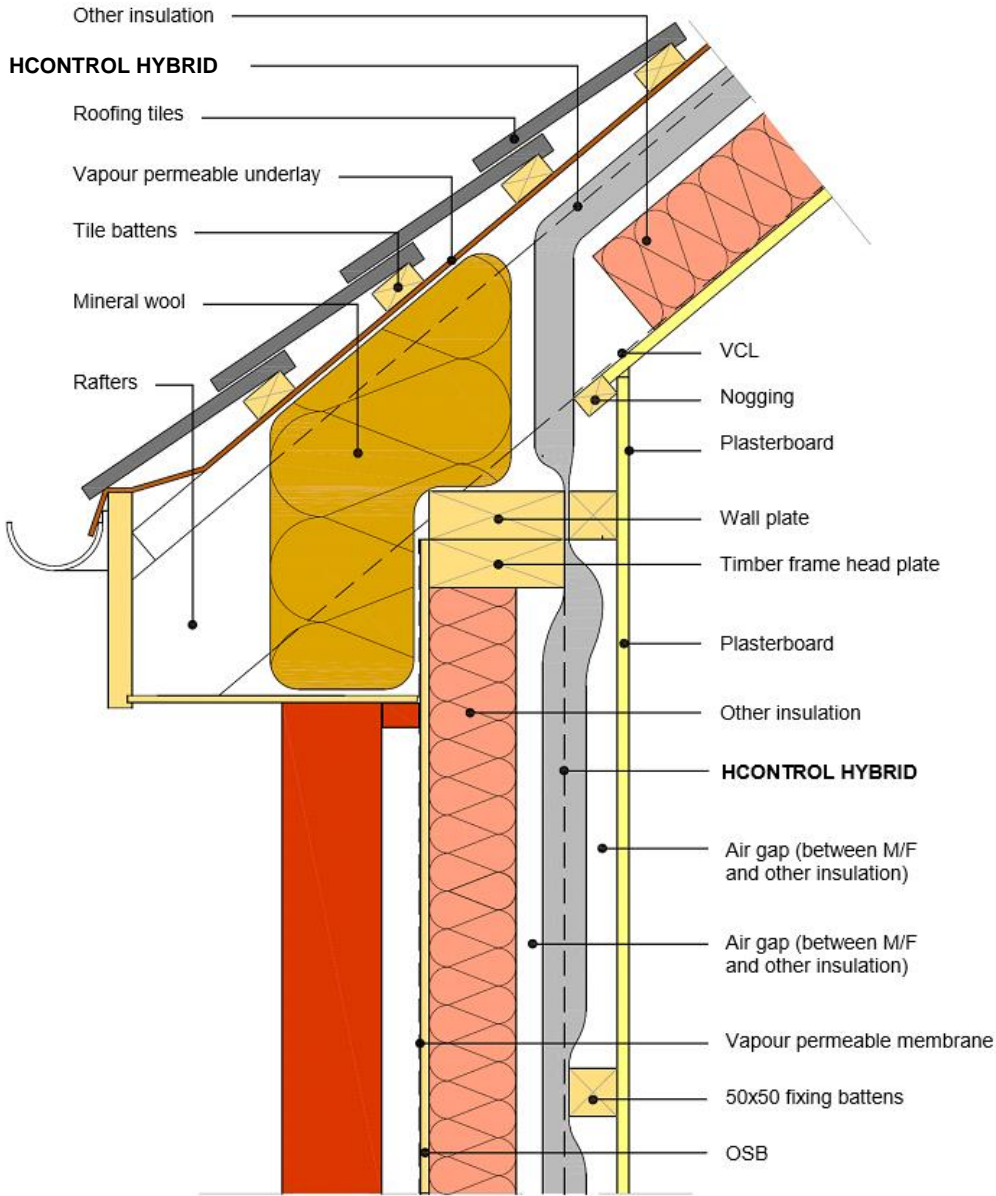 Other insulation
HCONTROL HYBRID
Roofing tiles
Vapour permeable underlay
Tile battens
Mineral wool
Rafters
VCL
Nogging
Plasterboard
Wall plate
Timber frame head plate
Plasterboard
Other insulation
HCONTROL HYBRID
Air gap (between M/F
and other insulation)
Air gap (between M/F
and other insulation)
Vapour permeable membrane
50x50 fixing battens
OSB